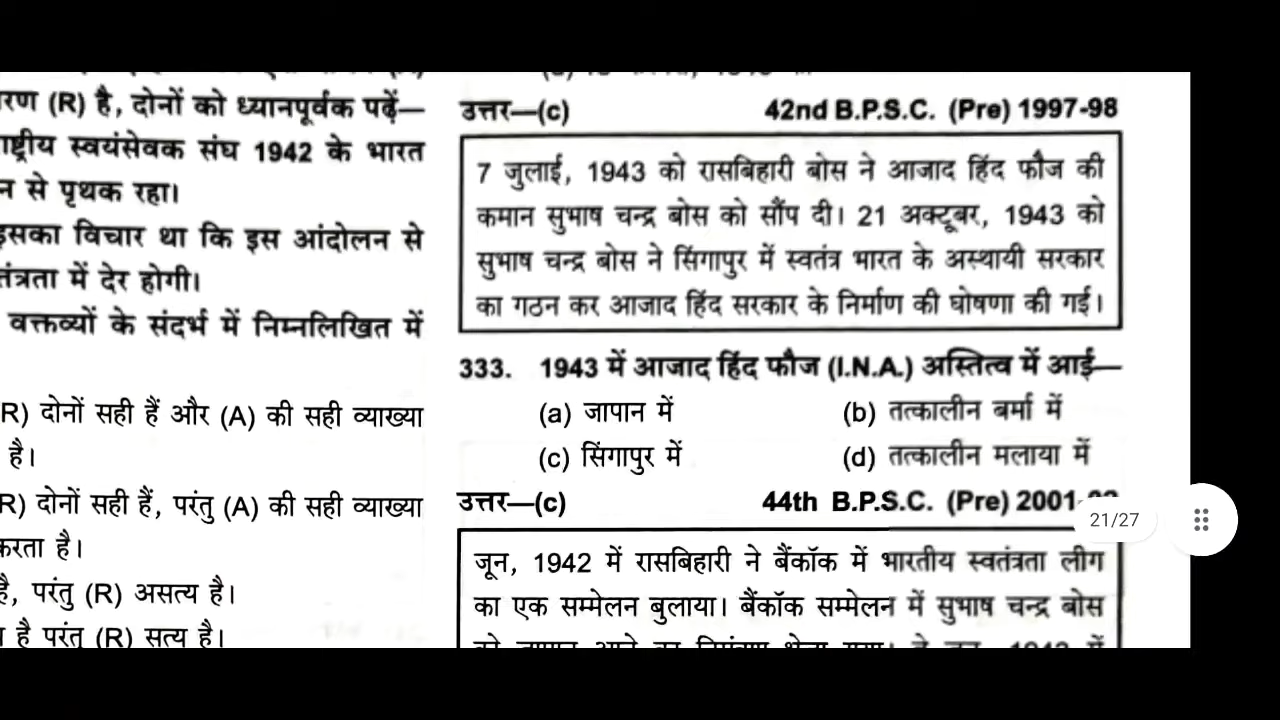 रण (R) है, दोनों को ध्यानपूर्वक पढ़ें—
ाष्ट्रीय स्वयंसेवक संघ 1942 के भारत
न से पृथक रहा।
इसका विचार था कि इस आंदोलन से
तंत्रता में देर होगी।
वक्तव्यों के संदर्भ में निम्नलिखित में
R) दोनों सही हैं और (A) की सही व्याख्या
है।
R) दोनों सही हैं, परंतु (A) की सही व्याख्या
करता है।
है, परंतु (R) असत्य है।
है परंतु (R) सत्य है।
उत्तर—(c) 42nd B.P.S.C. (Pre) 1997-98
7 जुलाई, 1943 को रासबिहारी बोस ने आजाद हिंद फौज की
कमान सुभाष चन्द्र बोस को सौंप दी। 21 अक्टूबर, 1943 को
सुभाष चन्द्र बोस ने सिंगापुर में स्वतंत्र भारत के अस्थायी सरकार
का गठन कर आजाद हिंद सरकार के निर्माण की घोषणा की गई।
333. 1943 में आजाद हिंद फौज (I.N.A.) अस्तित्व में आई—
(a) जापान में (b) तत्कालीन बर्मा में
(c) सिंगापुर में (d) तत्कालीन मलाया में
उत्तर—(c) 44th B.P.S.C. (Pre) 2001-
21/27
जून, 1942 में रासबिहारी ने बैंकॉक में भारतीय स्वतंत्रता लीग
का एक सम्मेलन बुलाया। बैंकॉक सम्मेलन में सुभाष चन्द्र बोस